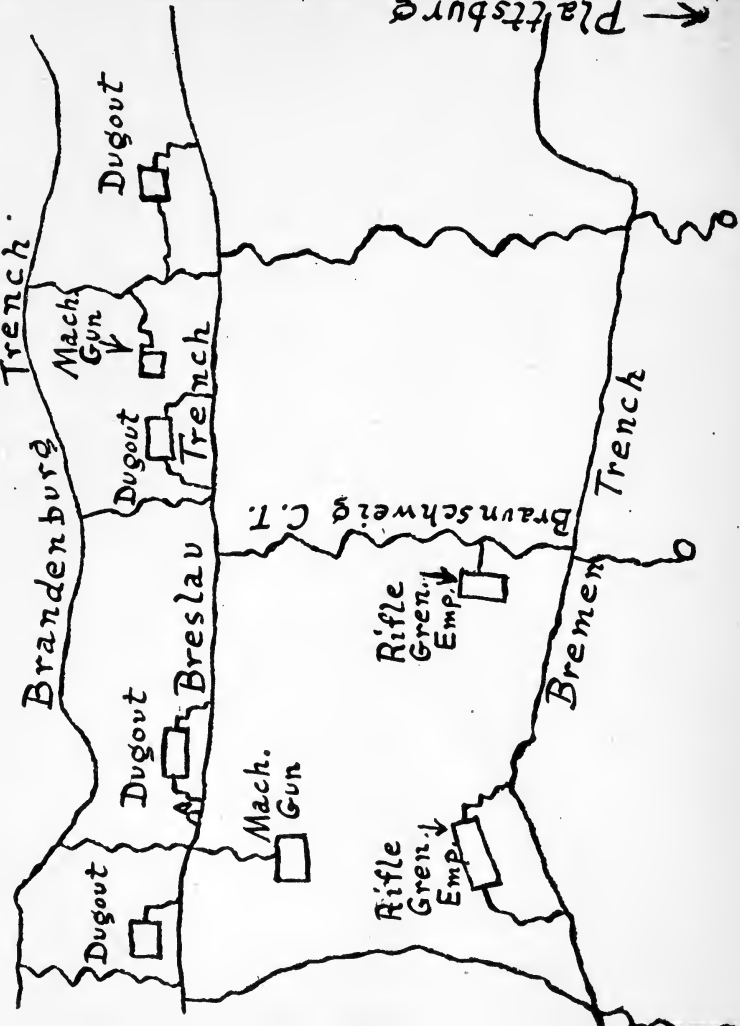 Plattsburg
Trench.
Brandenburg
Dugout
Mach.
Gun
Dugout
Dugout
Dugout
Breslau
Trench
Mach.
Gun
Braunschweig C.T.
Rifle
Gren.
Emp.
Rifle
Gren.
Emp.
Bremen
Trench